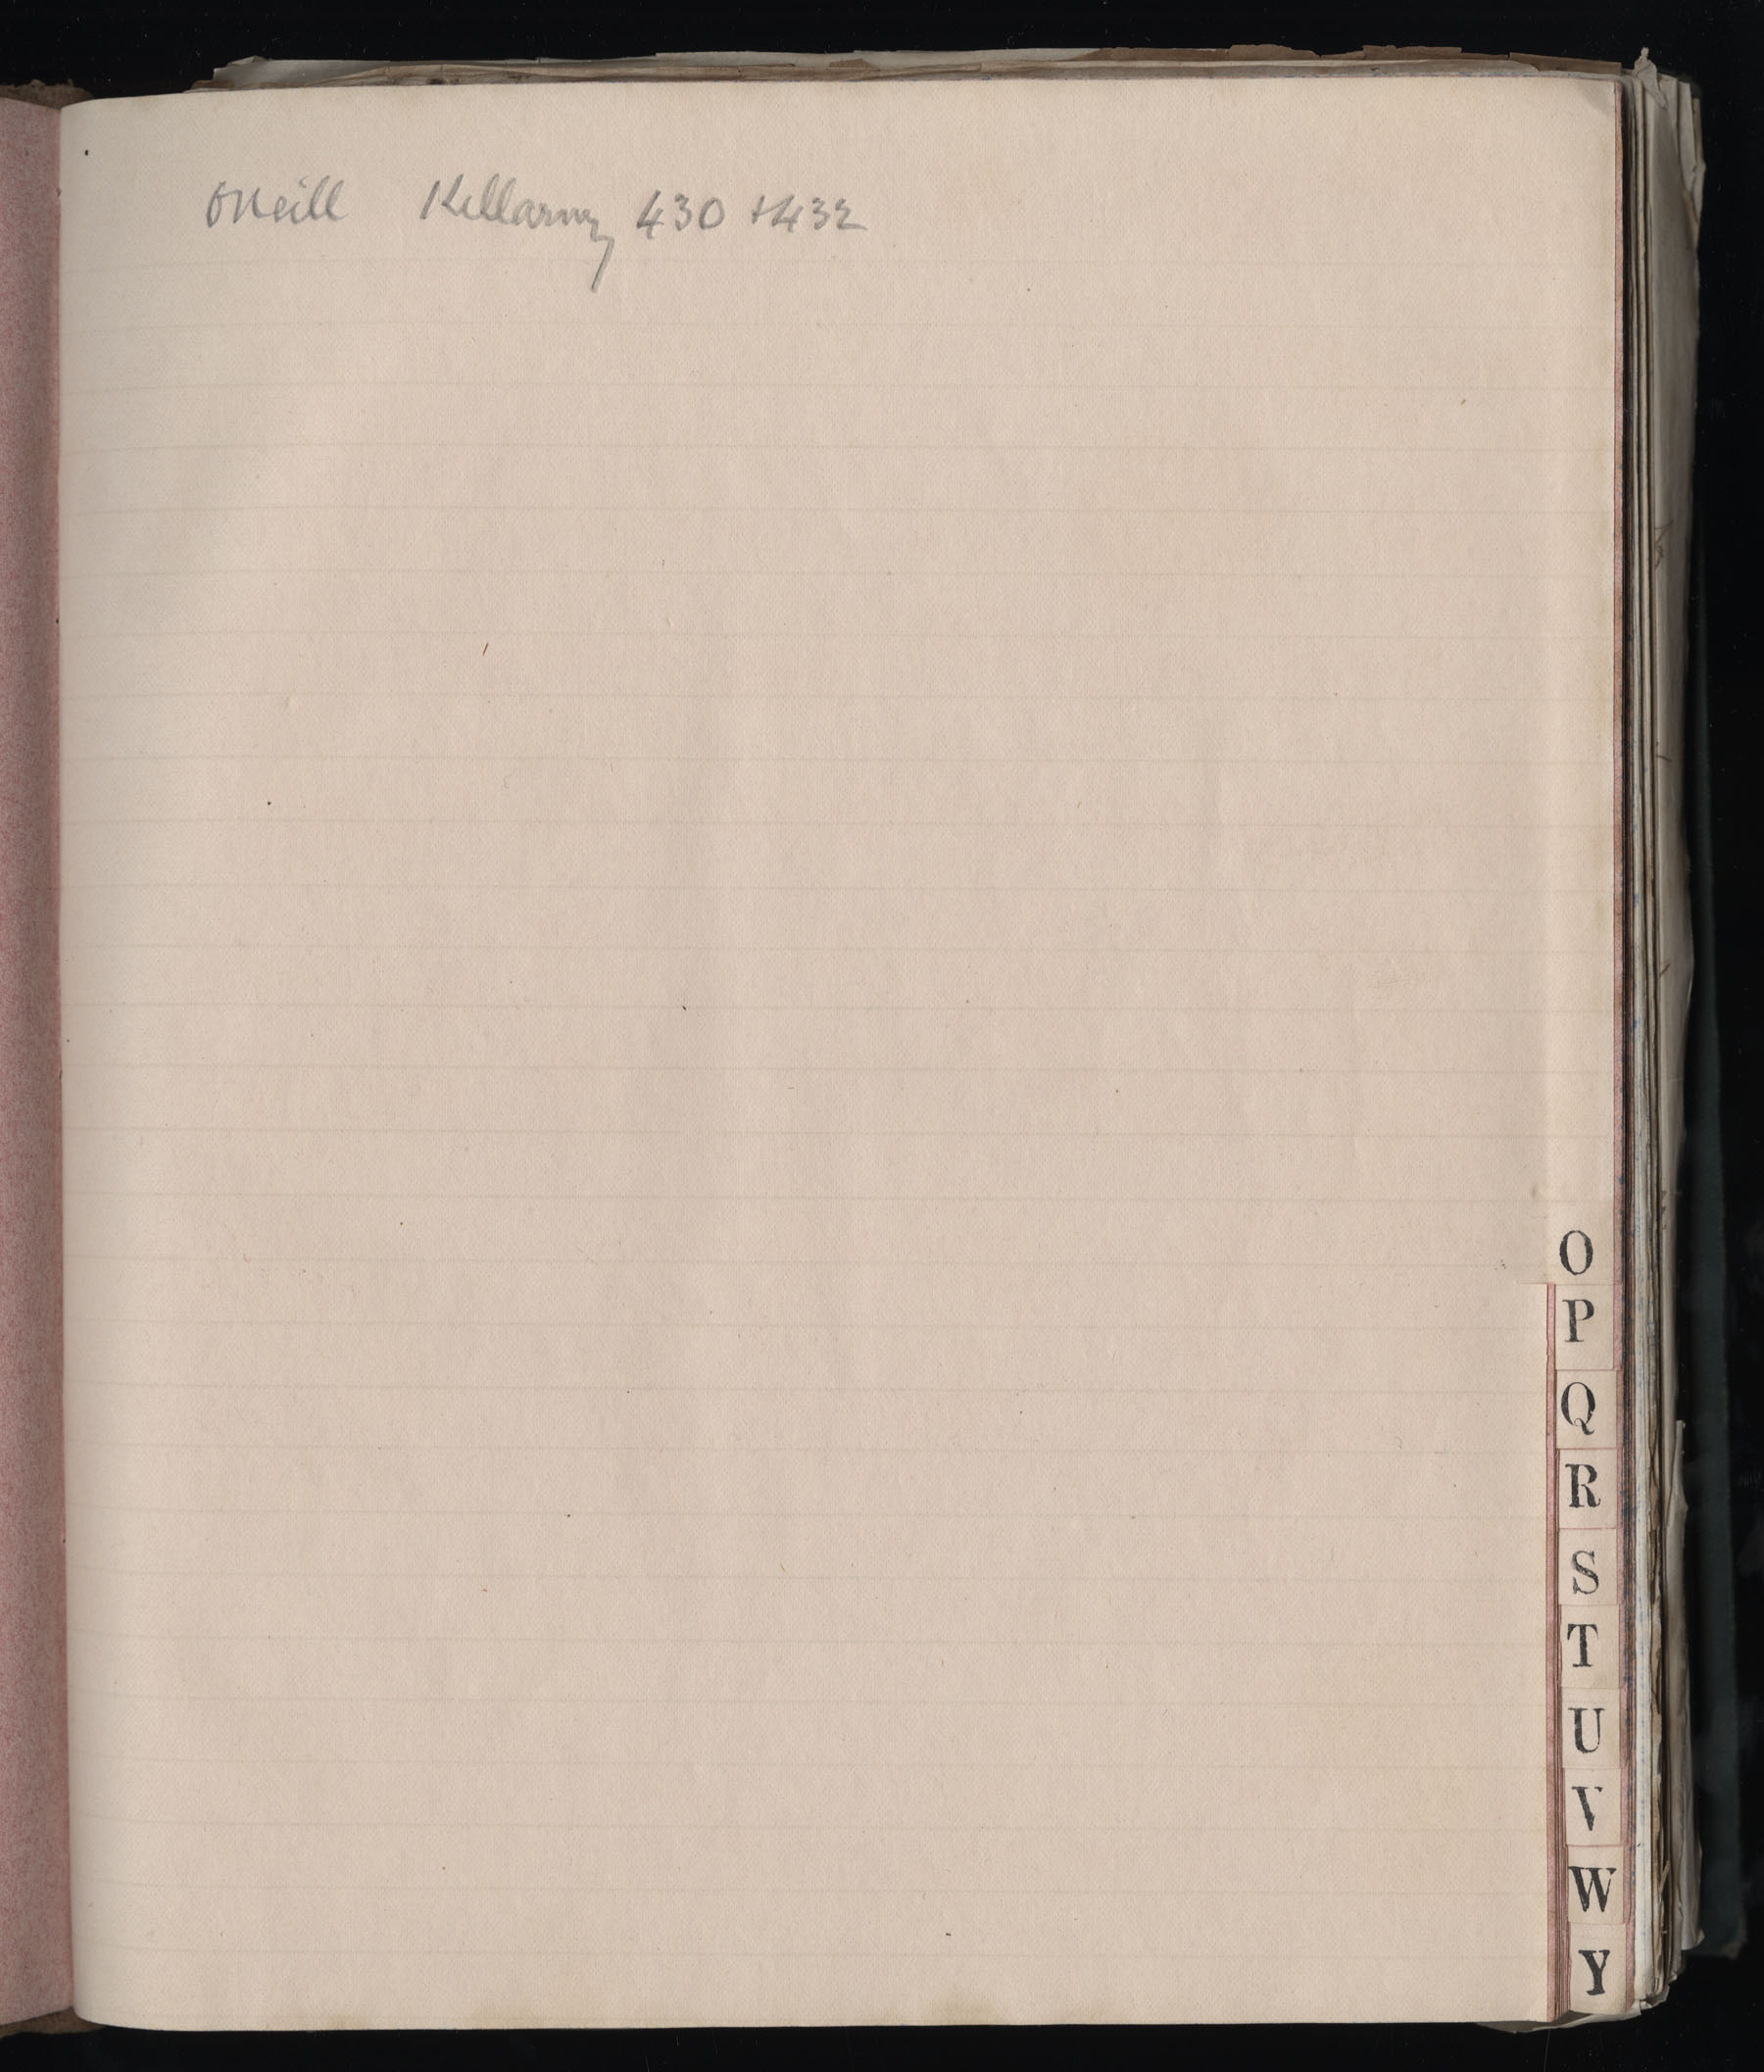 O'Neill Killarney 430 + 432
O
P
Q
R
S
T
U
V
W
Y